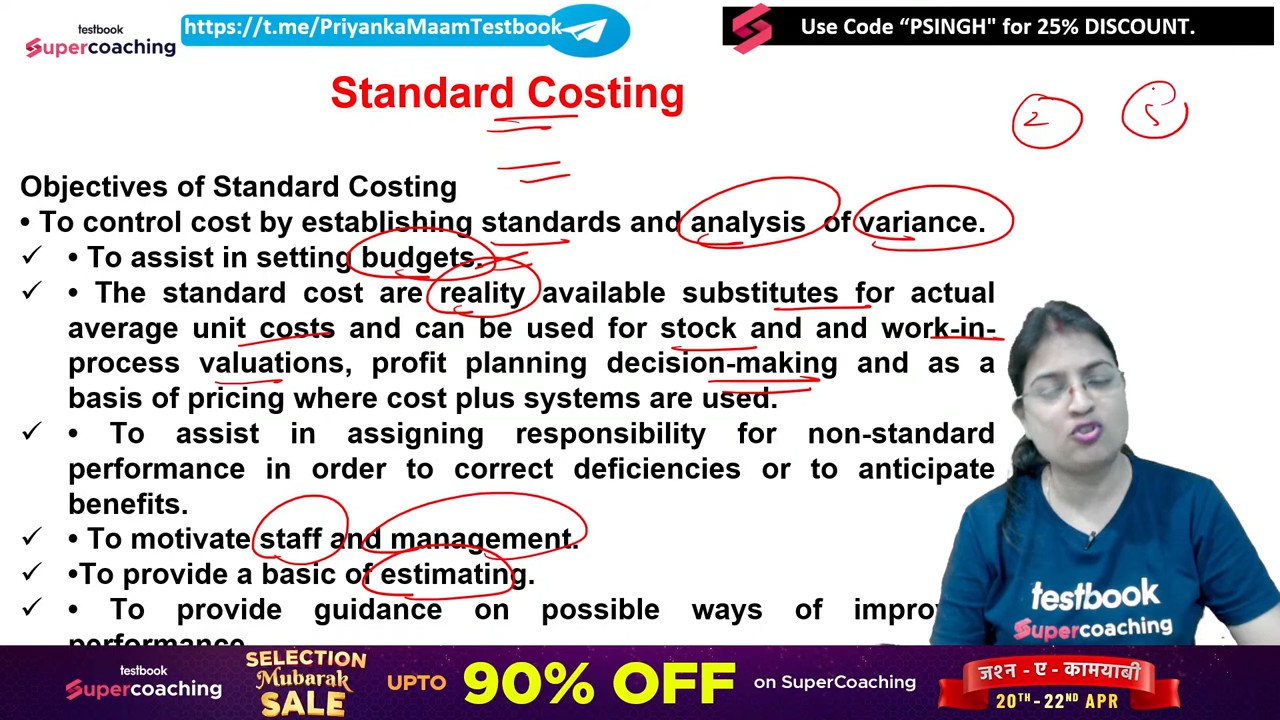 testbook
Supercoaching
https://t.me/PriyankaMaamTestbook
Use Code “PSINGH" for 25% DISCOUNT.
Standard Costing
2
5
Objectives of Standard Costing
• To control cost by establishing standards and analysis of variance.
✓ • To assist in setting budgets.
✓ • The standard cost are reality available substitutes for actual
average unit costs and can be used for stock and and work-in-
process valuations, profit planning decision-making and as a
basis of pricing where cost plus systems are used.
✓ • To assist in assigning responsibility for non-standard
performance in order to correct deficiencies or to anticipate
benefits.
✓ • To motivate staff and management.
✓ •To provide a basic of estimating.
✓ • To provide guidance on possible ways of improv
performance
testbook
Supercoaching
testbook
Supercoaching
SELECTION
Mubarak
SALE
UPTO 90% OFF on SuperCoaching
जश्न - ए - कामयाबी
20TH - 22ND APR